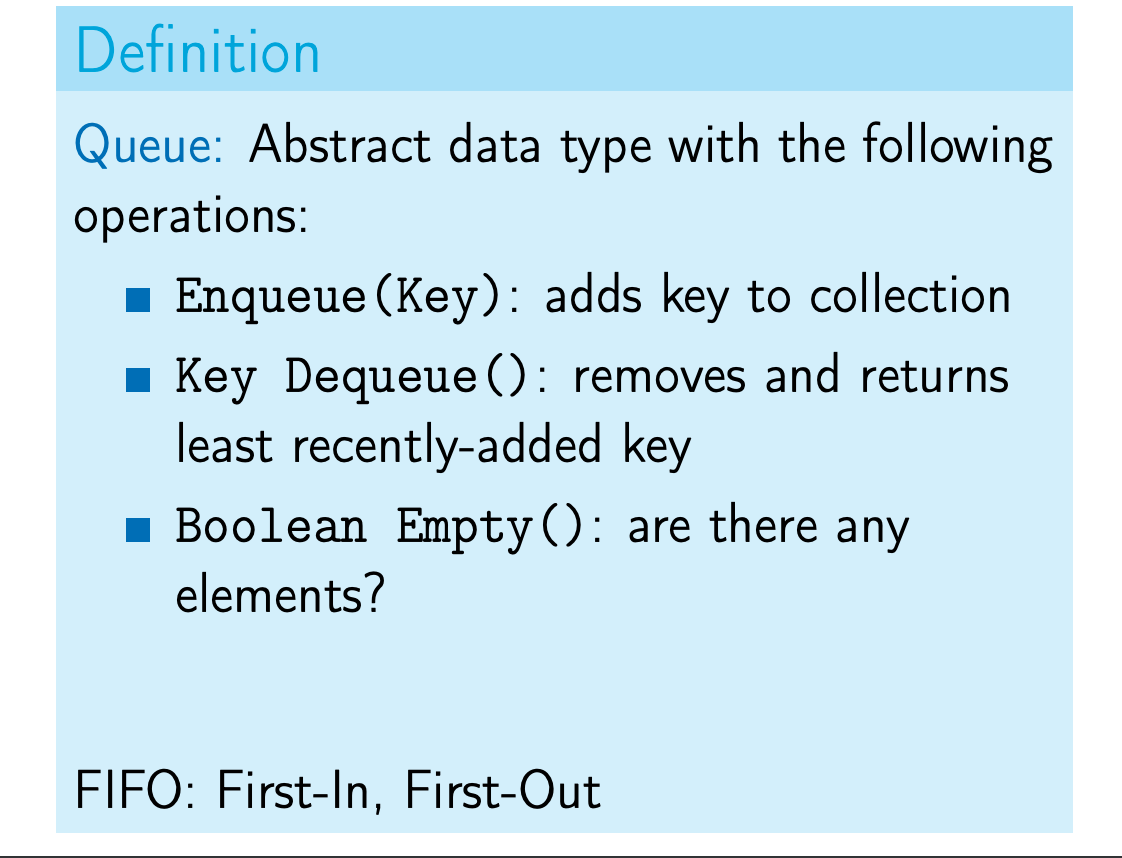 Definition
Queue: Abstract data type with the following
operations:
Enqueue(Key): adds key to collection
Key Dequeue(): removes and returns
least recently-added key
Boolean Empty(): are there any
elements?
FIFO: First-In, First-Out